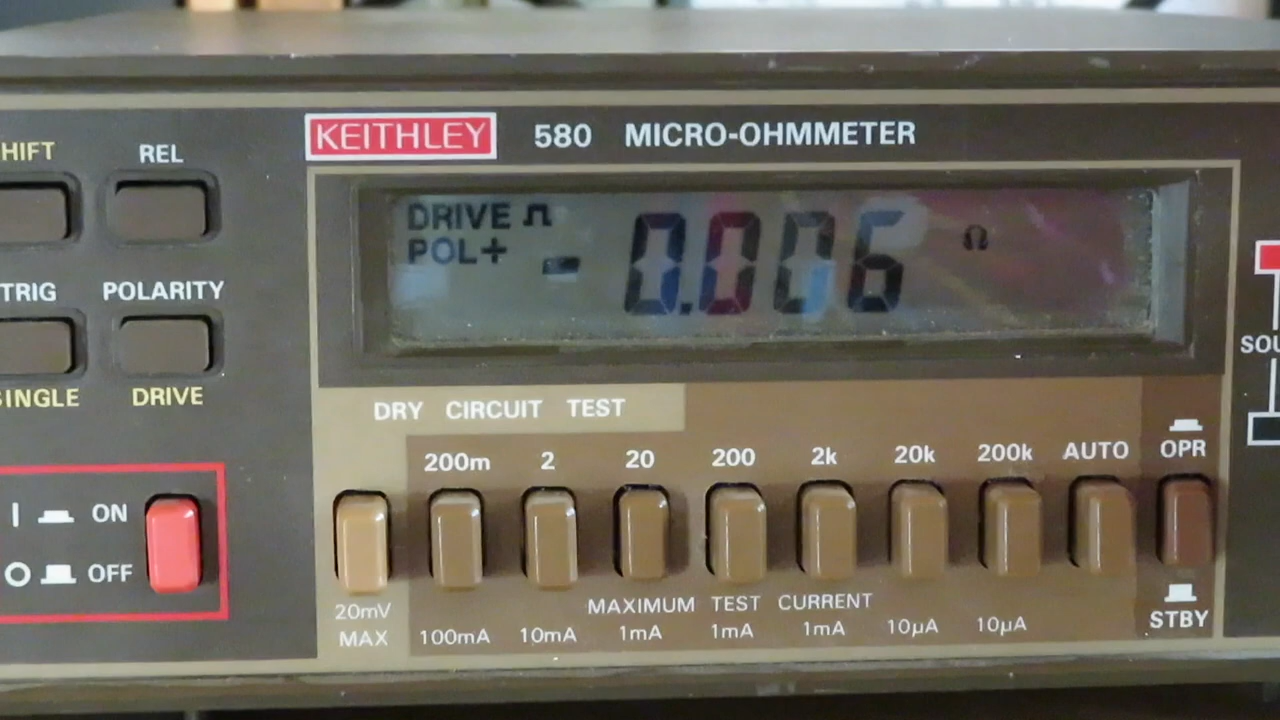 KEITHLEY 580 MICRO-OHMMETER
HIFT REL
DRIVE
POL+ - 0.006 Ω
TRIG POLARITY
SINGLE DRIVE
SOU
DRY CIRCUIT TEST
200m 2 20 200 2k 20k 200k AUTO OPR
| ON
O OFF
20mV MAXIMUM TEST CURRENT STBY
MAX 100mA 10mA 1mA 1mA 1mA 10µA 10µA